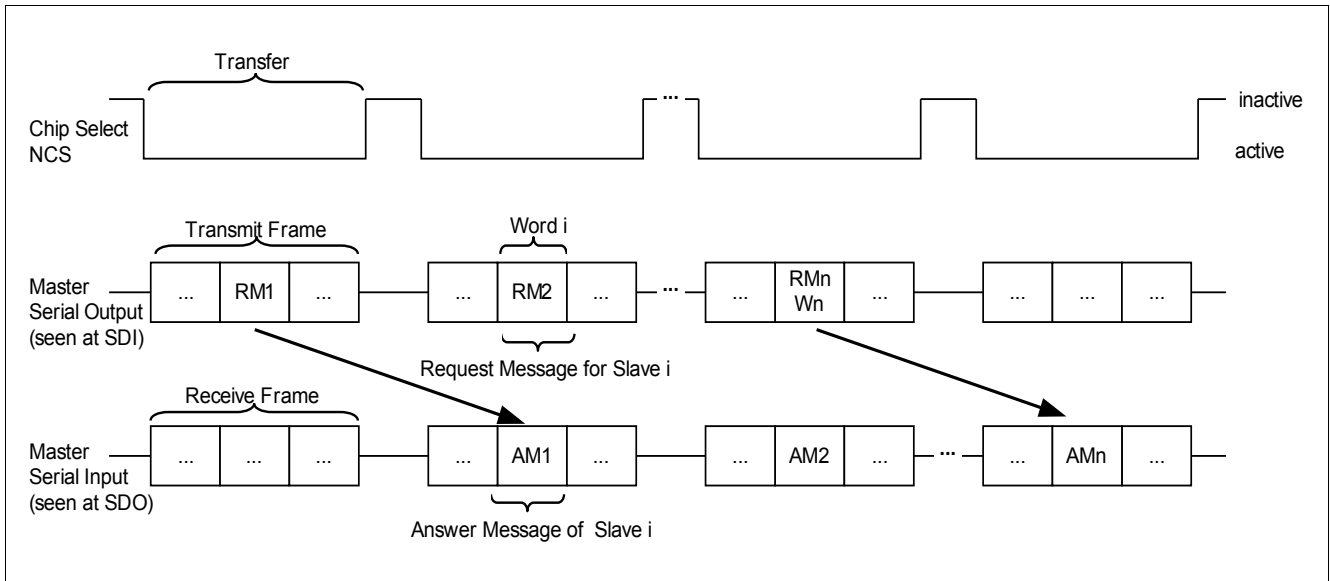 Transfer
...
inactive
Chip Select
NCS
active
Transmit Frame
Word i
Master
Serial Output
(seen at SDI)
... RM1 ...
... RM2 ...
...
... RMn
Wn ...
... ... ...
Request Message for Slave i
Receive Frame
Master
Serial Input
(seen at SDO)
... ... ...
... AM1 ...
... AM2 ...
...
... AMn ...
Answer Message of Slave i